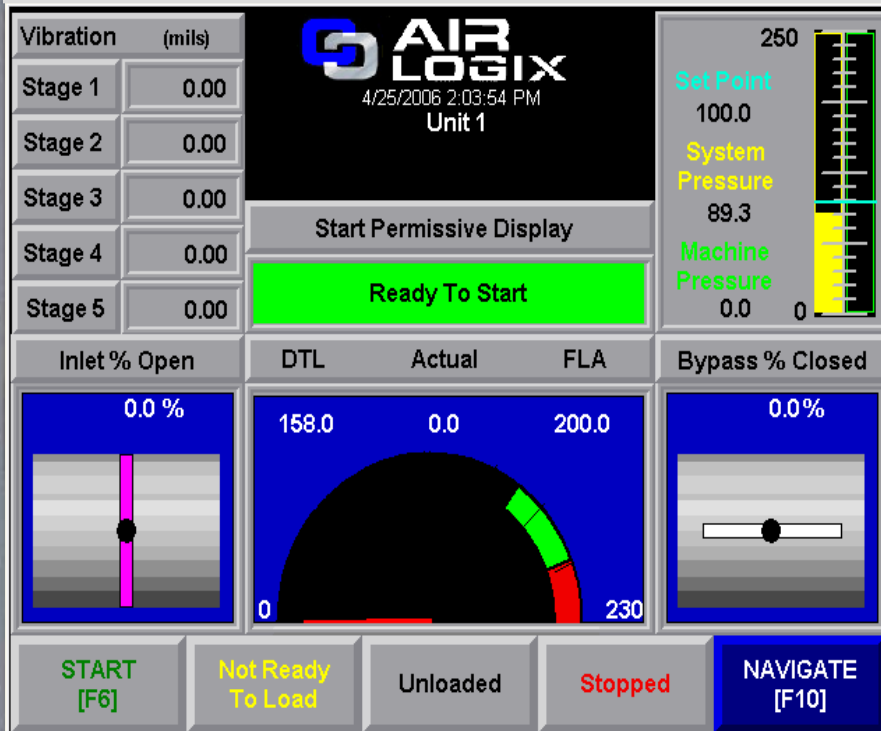 Vibration (mils)
Stage 1 0.00
Stage 2 0.00
Stage 3 0.00
Stage 4 0.00
Stage 5 0.00
AIR
LOGIX
4/25/2006 2:03:54 PM
Unit 1
Start Permissive Display
Ready To Start
250
Set Point
100.0
System
Pressure
89.3
Machine
Pressure
0.0 0
Inlet % Open
0.0 %
DTL Actual FLA
158.0 0.0 200.0
0 230
Bypass % Closed
0.0%
START
[F6]
Not Ready
To Load
Unloaded
Stopped
NAVIGATE
[F10]